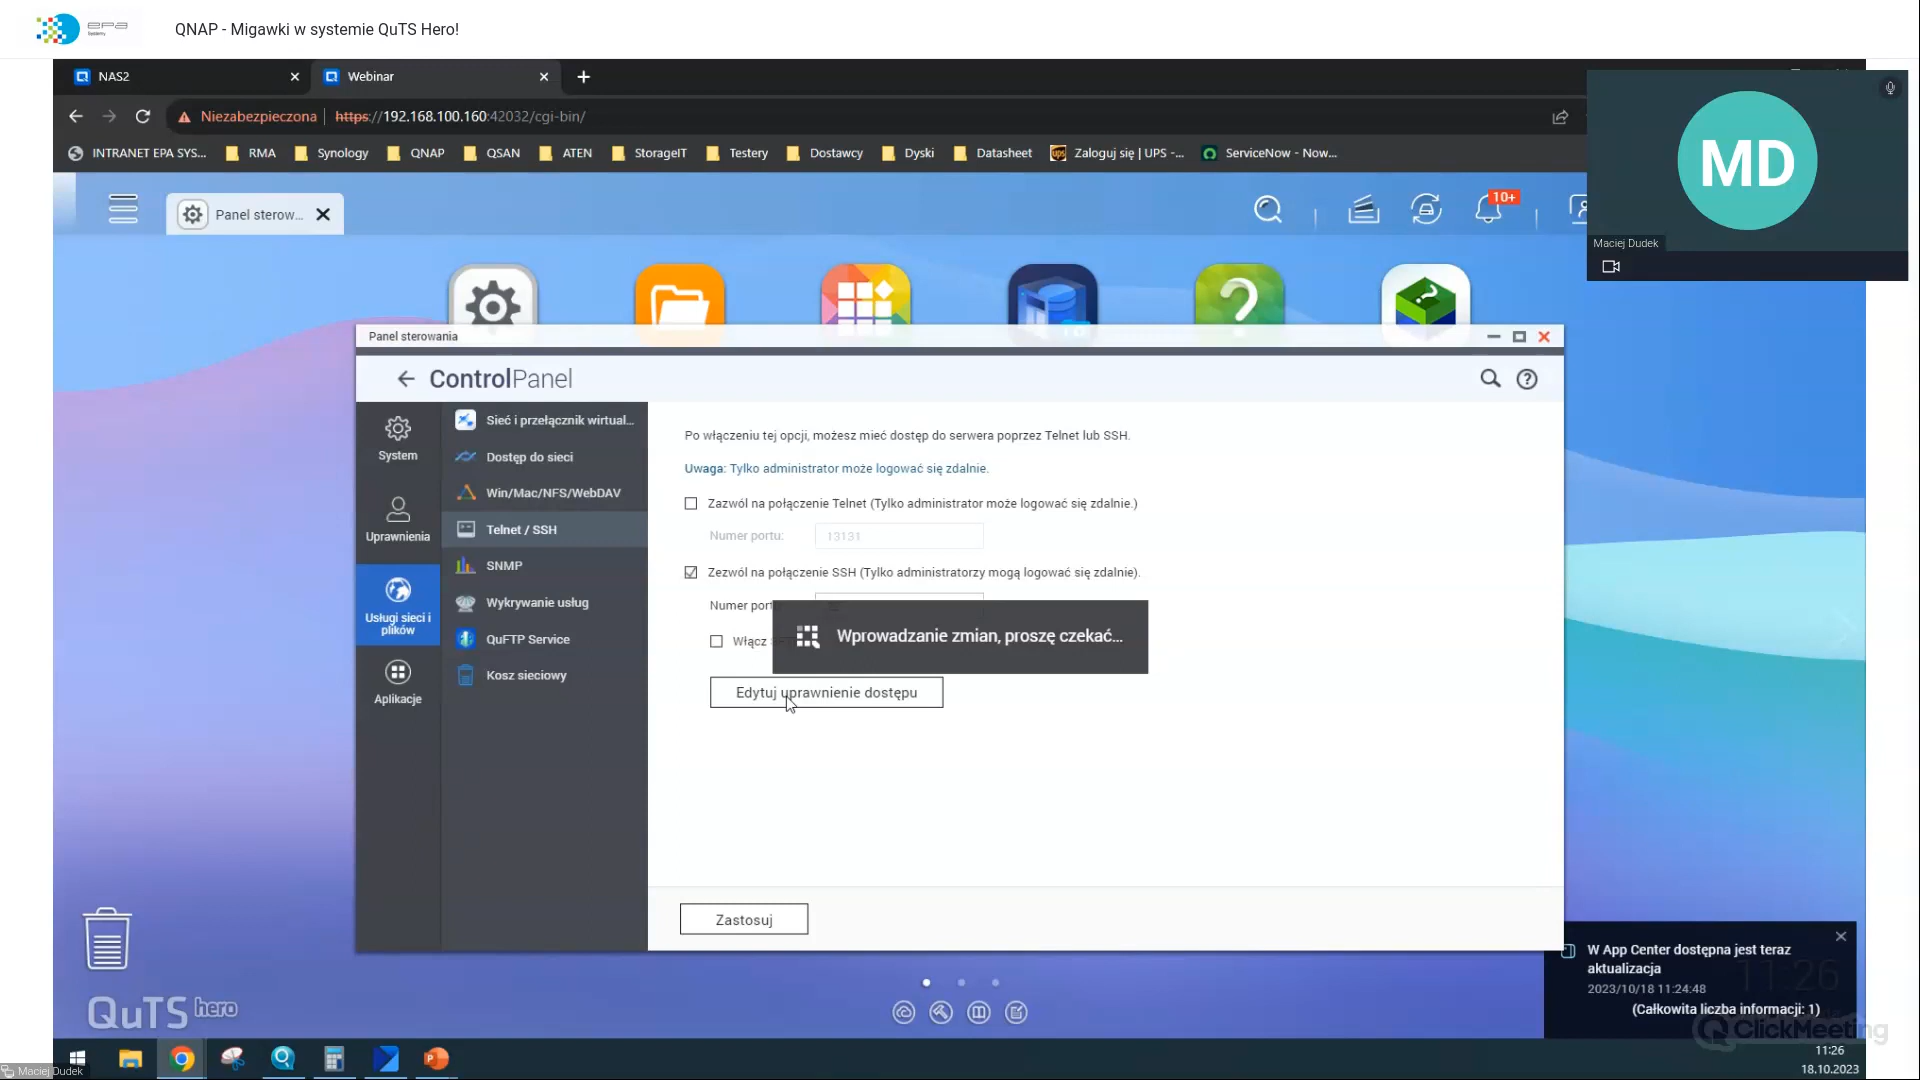 epa
Systemy
QNAP - Migawki w systemie QuTS Hero!
NAS2
Webinar
Niezabezpieczona
https://192.168.100.160:42032/cgi-bin/
INTRANET EPA SYS...
RMA
Synology
QNAP
QSAN
ATEN
StorageIT
Testery
Dostawcy
Dyski
Datasheet
ups
Zaloguj się | UPS -...
ServiceNow - Now...
MD
Maciej Dudek
Panel sterow...
10+
Panel sterowania
ControlPanel
System
Uprawnienia
Usługi sieci i
plików
Aplikacje
Sieć i przełącznik wirtual...
Dostęp do sieci
Win/Mac/NFS/WebDAV
Telnet / SSH
SNMP
Wykrywanie usług
QuFTP Service
Kosz sieciowy
Po włączeniu tej opcji, możesz mieć dostęp do serwera poprzez Telnet lub SSH.
Uwaga: Tylko administrator może logować się zdalnie.
Zazwól na połączenie Telnet (Tylko administrator może logować się zdalnie.)
Numer portu:
13131
Zezwól na połączenie SSH (Tylko administratorzy mogą logować się zdalnie).
Numer port
Włącz
Wprowadzanie zmian, proszę czekać...
Edytuj uprawnienie dostępu
Zastosuj
W App Center dostępna jest teraz
aktualizacja
2023/10/18 11:24:48
(Całkowita liczba informacji: 1)
11:26
QuTS hero
ClickMeeting
Maciej Dudek
11:26
18.10.2023